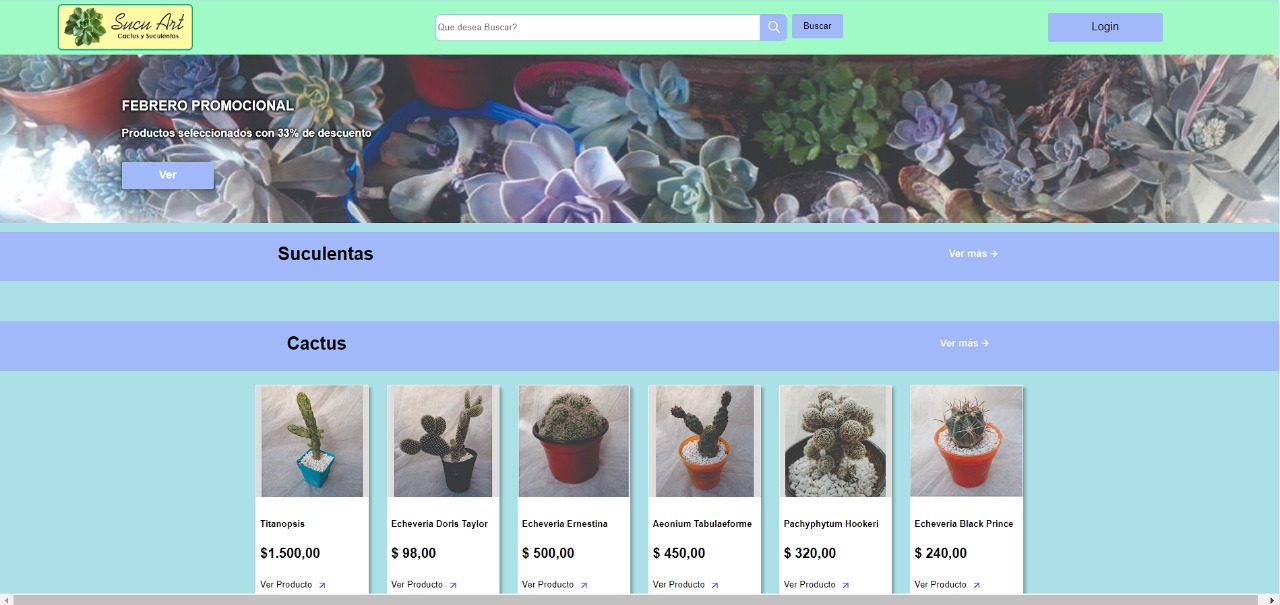 Sucu Art
Cactus y Suculentas
Que desea Buscar?
Buscar
Login
FEBRERO PROMOCIONAL
Productos seleccionados con 33% de descuento
Ver
Suculentas
Ver más →
Cactus
Ver más →
Titanopsis
$1.500,00
Ver Producto
Echeveria Doris Taylor
$ 98,00
Ver Producto
Echeveria Ernestina
$ 500,00
Ver Producto
Aeonium Tabulaeforme
$ 450,00
Ver Producto
Pachyphytum Hookeri
$ 320,00
Ver Producto
Echeveria Black Prince
$ 240,00
Ver Producto